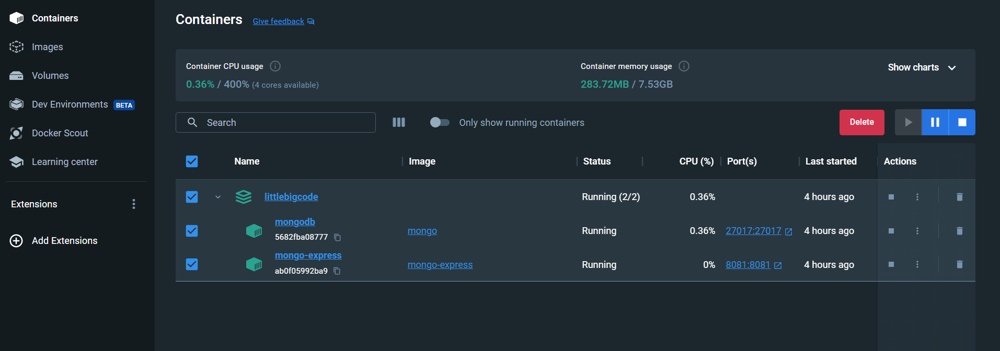 Containers
Images
Volumes
Dev Environments BETA
Docker Scout
Learning center
Extensions
Add Extensions
Containers Give feedback
Container CPU usage
0.36% / 400% (4 cores available)
Container memory usage
283.72MB / 7.53GB
Show charts
Search
Only show running containers
Delete
Name Image Status CPU (%) Port(s) Last started Actions
littlebigcode Running (2/2) 0.36% 4 hours ago
mongodb
5682fba08777
mongo Running 0.36% 27017:27017 4 hours ago
mongo-express
ab0f05992ba9
mongo-express Running 0% 8081:8081 4 hours ago